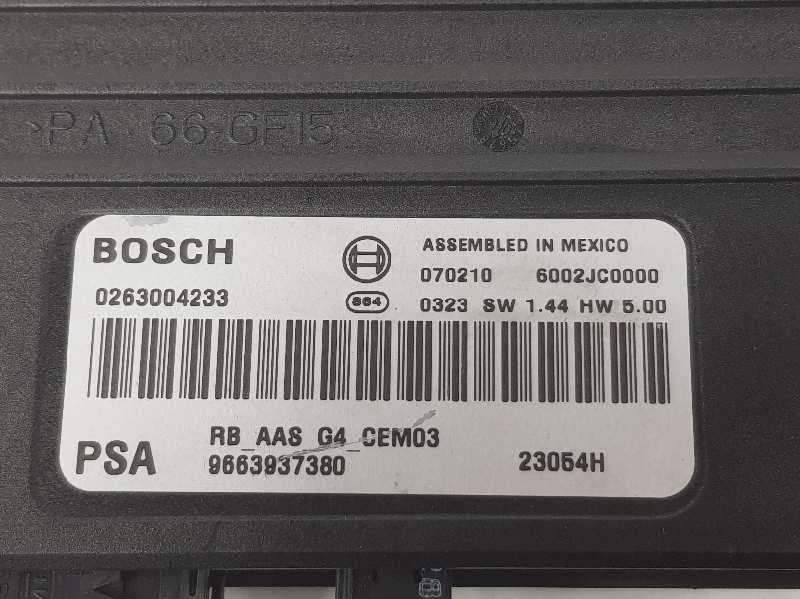 >PA-66-GF15<
BOSCH
ASSEMBLED IN MEXICO
070210 6002JC0000
0263004233
864
0323 SW 1.44 HW 5.00
RB_AAS_G4_CEM03
PSA
9663937380
23054H